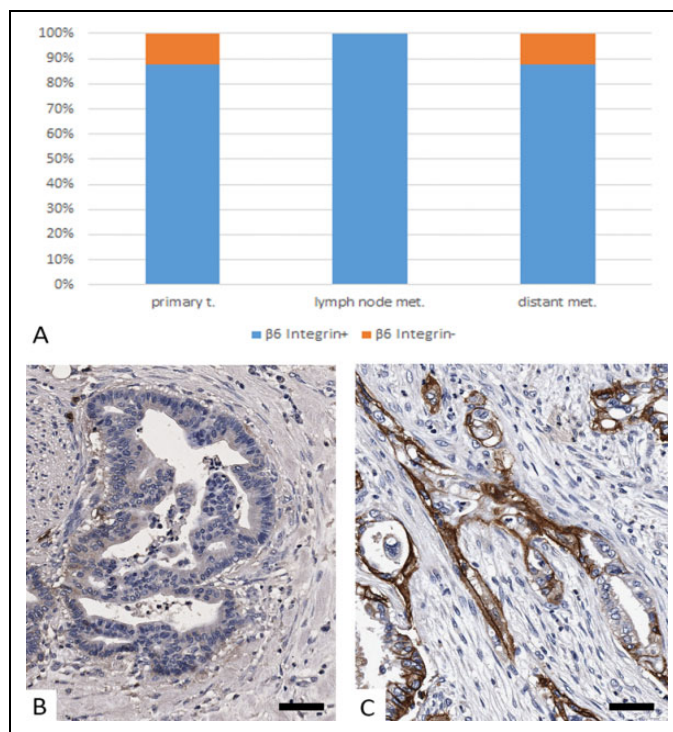 100%
90%
80%
70%
60%
50%
40%
30%
20%
10%
0%
primary t. lymph node met. distant met.
A
β6 Integrin+ β6 Integrin-
B C